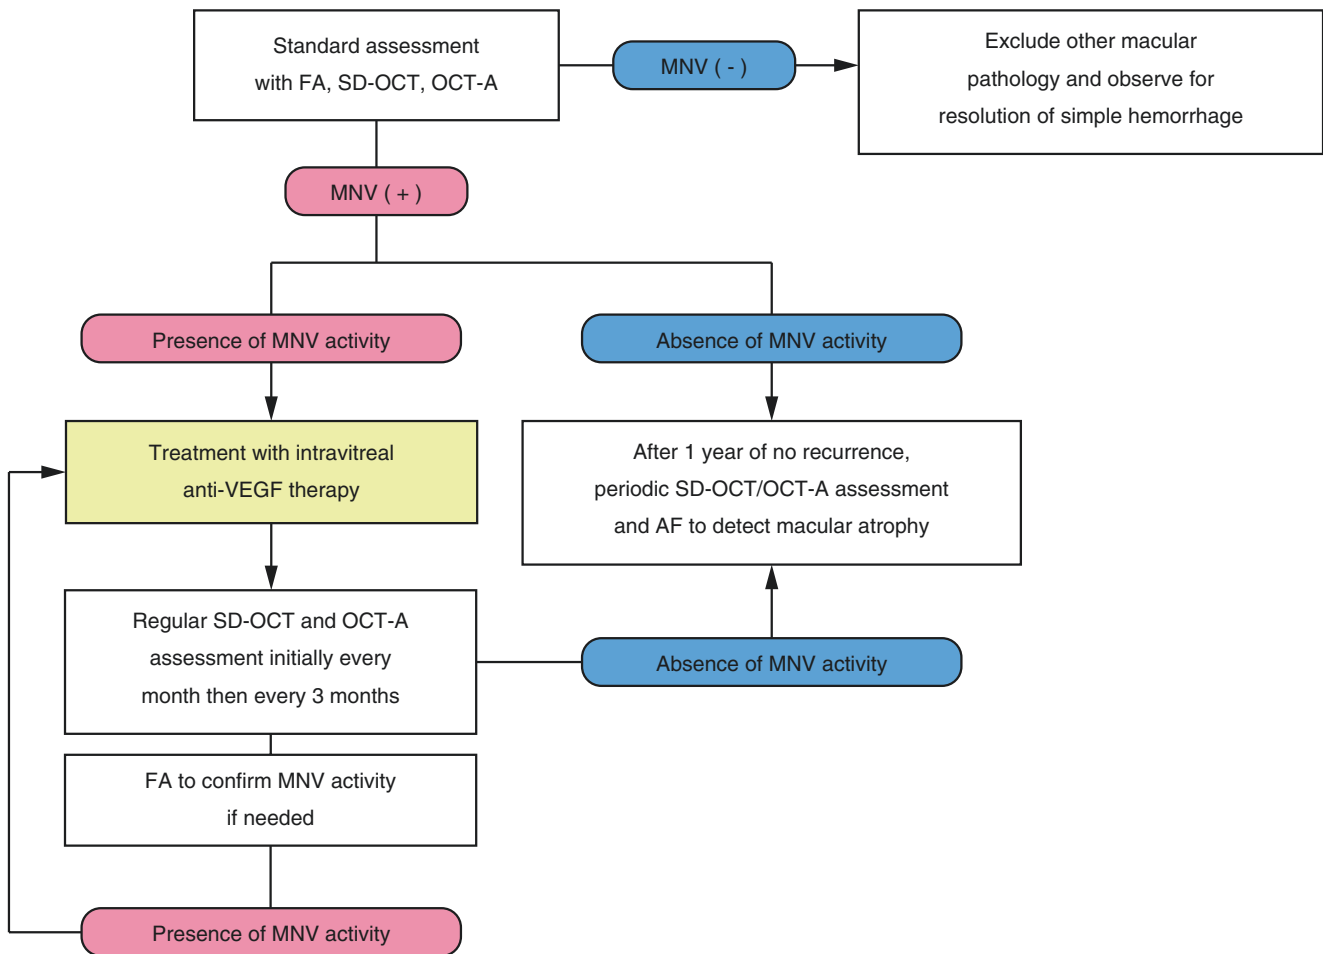 Standard assessment
with FA, SD-OCT, OCT-A
MNV ( - )
Exclude other macular
pathology and observe for
resolution of simple hemorrhage
MNV ( + )
Presence of MNV activity
Absence of MNV activity
Treatment with intravitreal
anti-VEGF therapy
After 1 year of no recurrence,
periodic SD-OCT/OCT-A assessment
and AF to detect macular atrophy
Regular SD-OCT and OCT-A
assessment initially every
month then every 3 months
Absence of MNV activity
FA to confirm MNV activity
if needed
Presence of MNV activity